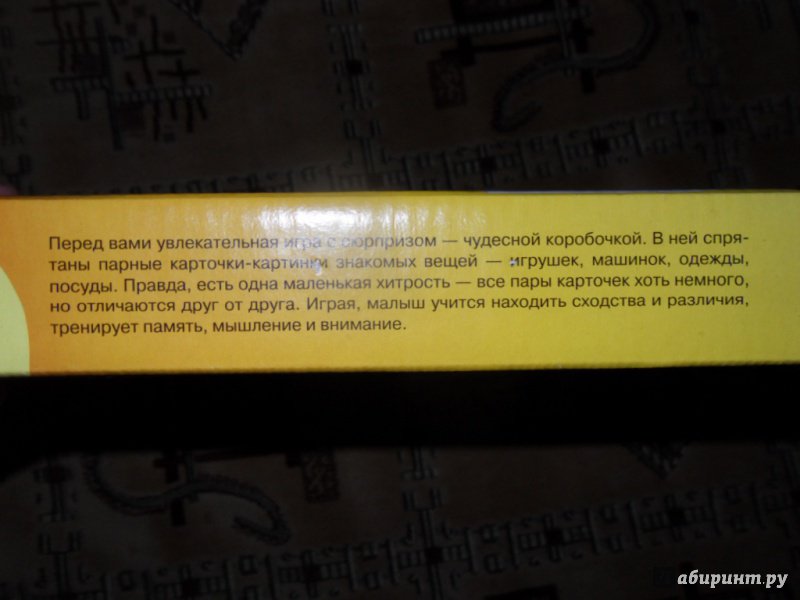 Перед вами увлекательная игра с сюрпризом — чудесной коробочкой. В ней спря-
таны парные карточки-картинки знакомых вещей — игрушек, машинок, одежды,
посуды. Правда, есть одна маленькая хитрость — все пары карточек хоть немного,
но отличаются друг от друга. Играя, малыш учится находить сходства и различия,
тренирует память, мышление и внимание.
абиринт.ру